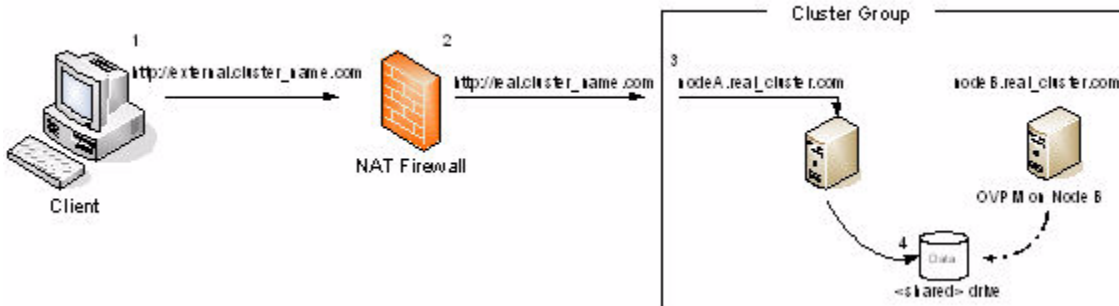 Cluster Group
1
http://external.cluster_name.com
2
http://real.cluster_name.com
3
nodeA.real_cluster.com
node B.real_cluster.com
NAT Firewall
Client
OVPM on Node B
4
Data
<shared> drive